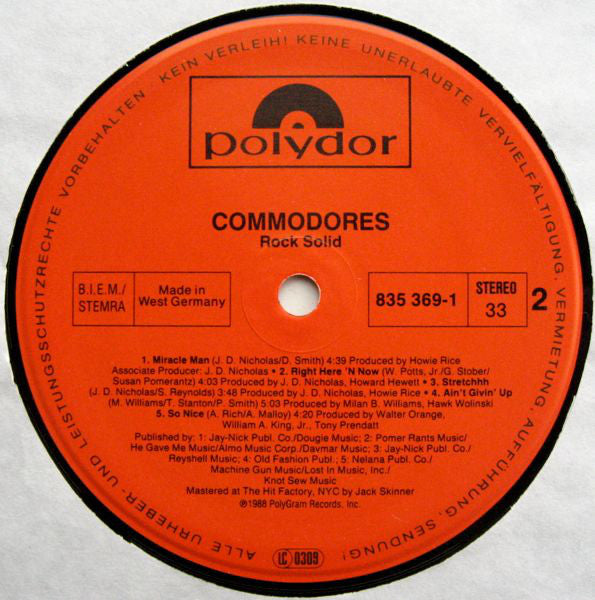 ALLE URHEBER- UND LEISTUNGSSCHUTZRECHTE VORBEHALTEN KEIN VERLEIH! KEINE UNERLAUBTE VERVIELFÄLTIGUNG, VERMIETUNG, AUFFÜHRUNG, SENDUNG!
polydor
COMMODORES
Rock Solid
B.I.E.M./
STEMRA
Made in
West Germany
835 369-1
STEREO
33
2
1. Miracle Man (J. D. Nicholas/D. Smith) 4:39 Produced by Howie Rice
Associate Producer: J. D. Nicholas • 2. Right Here 'N Now (W. Potts, Jr./G. Stober/
Susan Pomerantz) 4:03 Produced by J. D. Nicholas, Howard Hewett • 3. Stretchhh
(J. D. Nicholas/S. Reynolds) 3:48 Produced by J. D. Nicholas, Howie Rice • 4. Ain't Givin' Up
(M. Williams/T. Stanton/P. Smith) 5:03 Produced by Milan B. Williams, Hawk Wolinski
5. So Nice (A. Rich/A. Malloy) 4:20 Produced by Walter Orange,
William A. King, Jr., Tony Prendatt
Published by: 1: Jay-Nick Publ. Co./Dougie Music; 2: Pomer Rants Music/
He Gave Me Music/Almo Music Corp./Davmar Music; 3: Jay-Nick Publ. Co./
Reyshell Music; 4: Old Fashion Publ.; 5: Nelana Publ. Co./
Machine Gun Music/Lost in Music, Inc./
Knot Sew Music
Mastered at The Hit Factory, NYC by Jack Skinner
℗1988 PolyGram Records, Inc.
LC 0309